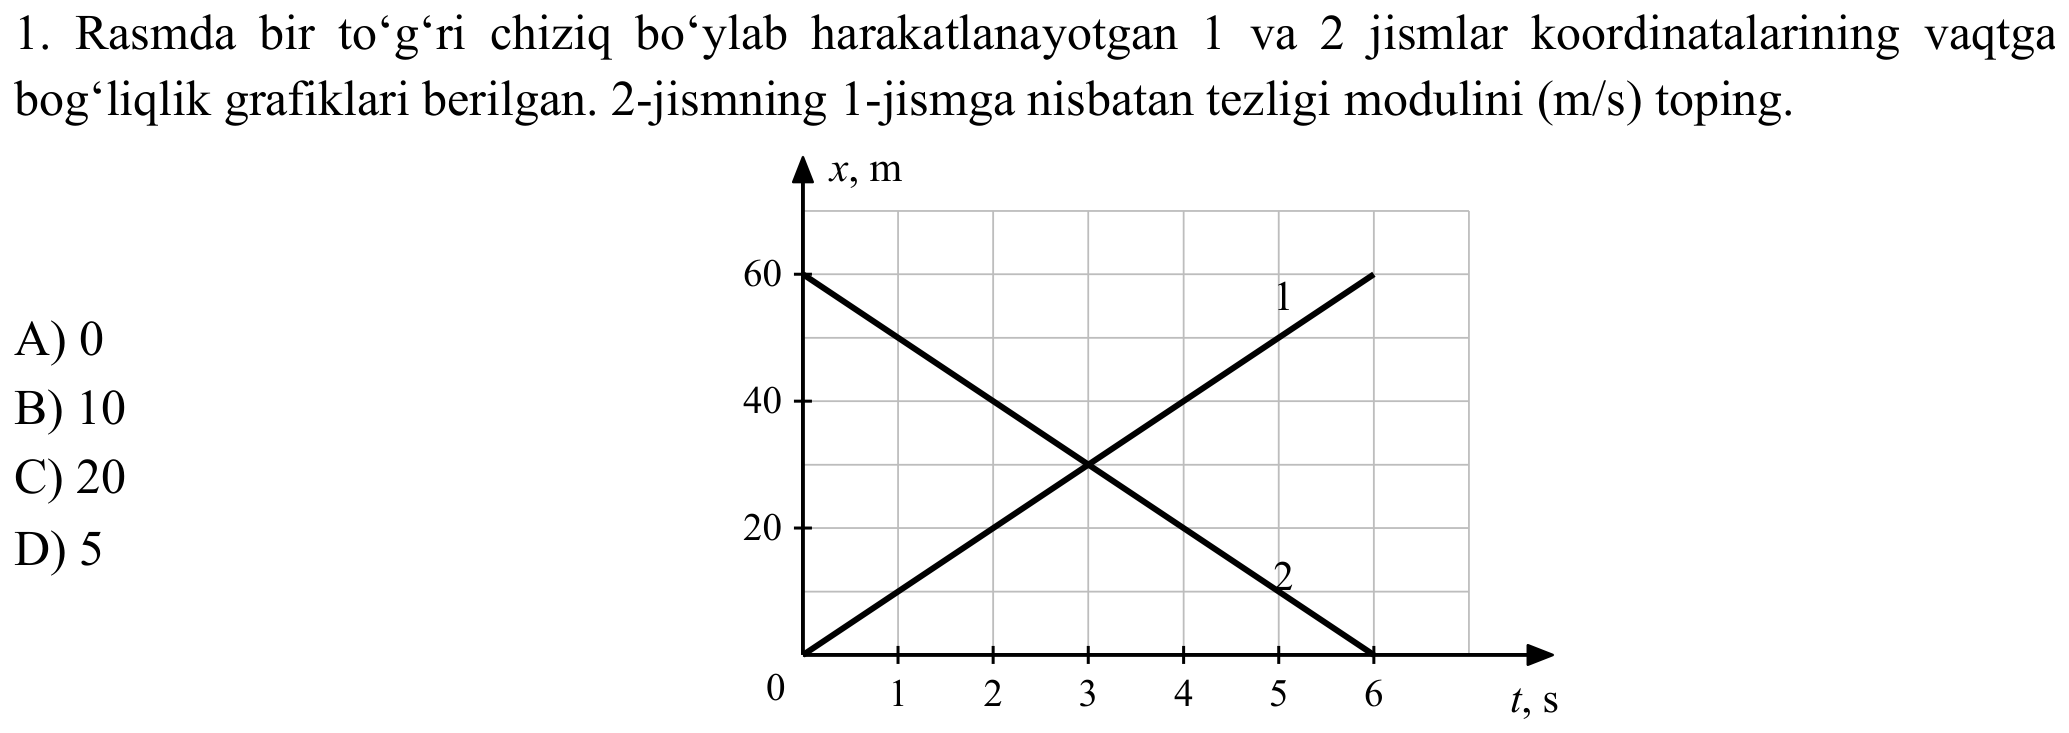 1. Rasmda bir to‘g‘ri chiziq bo‘ylab harakatlanayotgan 1 va 2 jismlar koordinatalarining vaqtga
bog‘liqlik grafiklari berilgan. 2-jismning 1-jismga nisbatan tezligi modulini (m/s) toping.
A) 0
B) 10
C) 20
D) 5
x, m
60
40
20
0
1
2
1 2 3 4 5 6
t, s